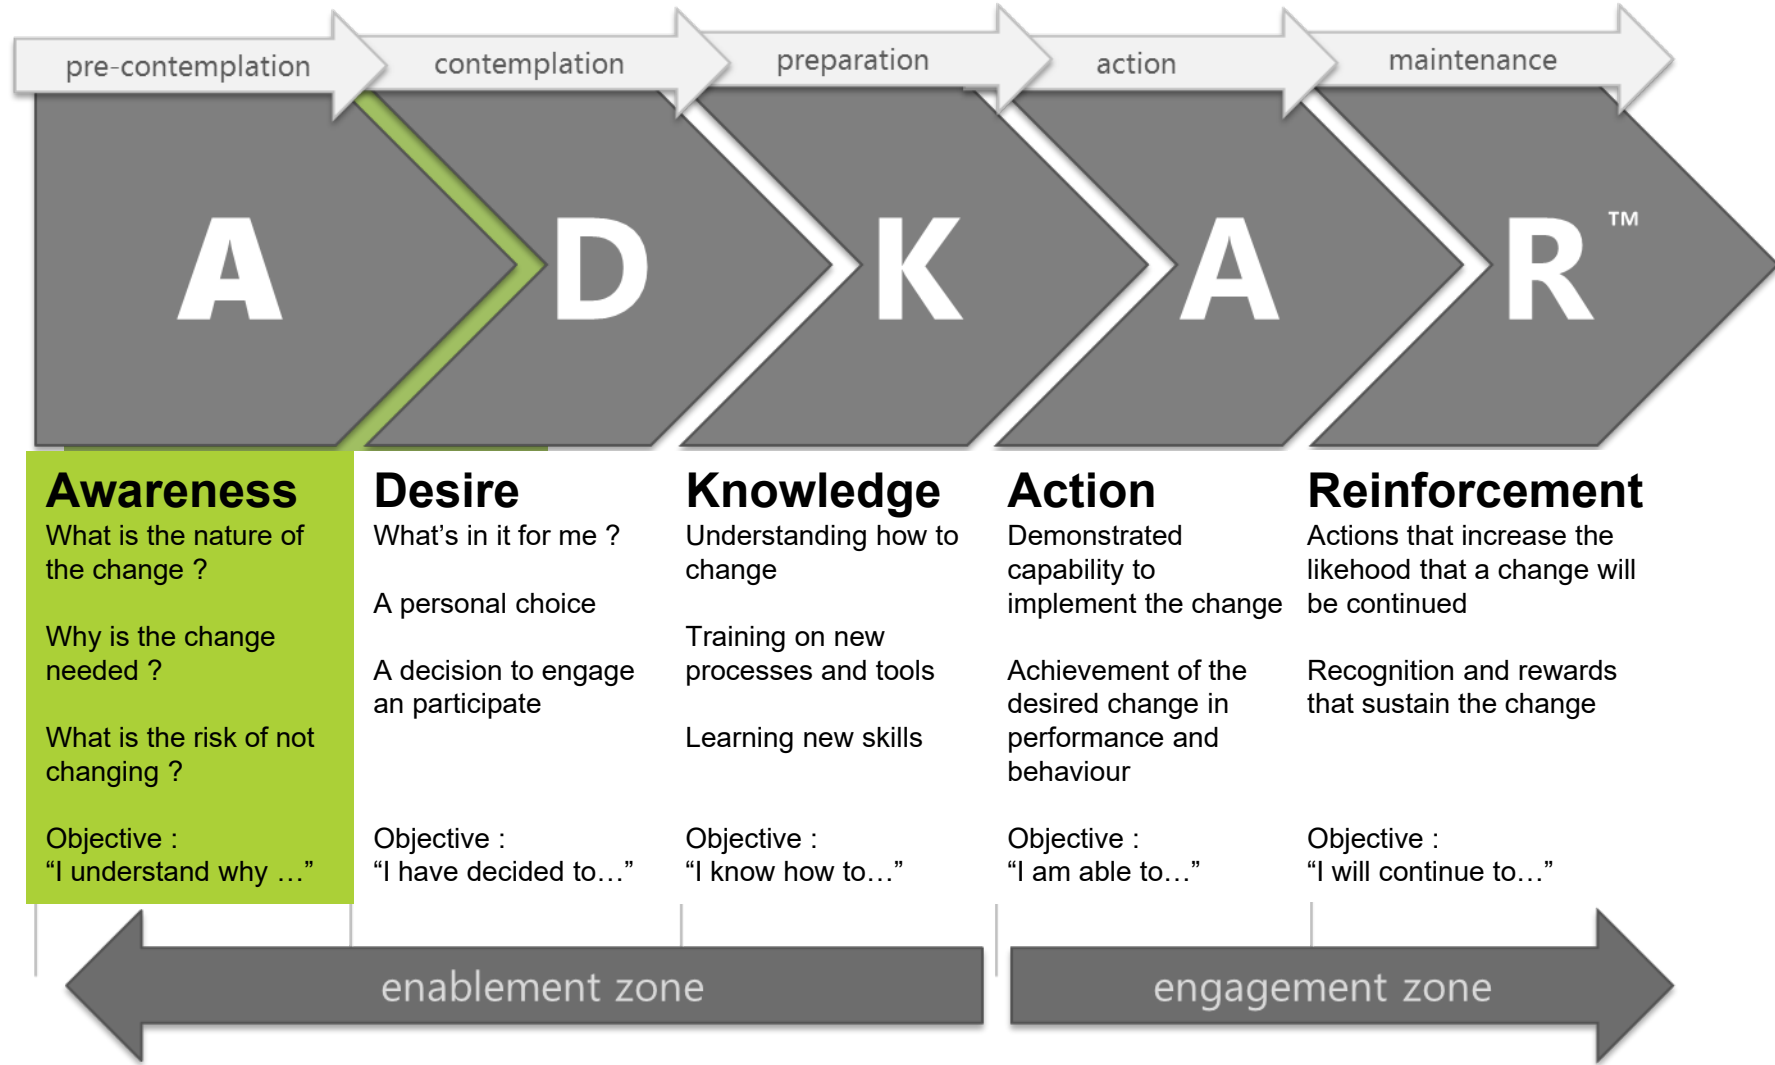 pre-contemplation
contemplation
preparation
action
maintenance
A
D
K
A
R ™
Awareness
What is the nature of
the change ?
Why is the change
needed ?
What is the risk of not
changing ?
Objective :
“I understand why …”
Desire
What’s in it for me ?
A personal choice
A decision to engage
an participate
Objective :
“I have decided to…”
Knowledge
Understanding how to
change
Training on new
processes and tools
Learning new skills
Objective :
“I know how to…”
Action
Demonstrated
capability to
implement the change
Achievement of the
desired change in
performance and
behaviour
Objective :
“I am able to…”
Reinforcement
Actions that increase the
likehood that a change will
be continued
Recognition and rewards
that sustain the change
Objective :
“I will continue to…”
enablement zone
engagement zone